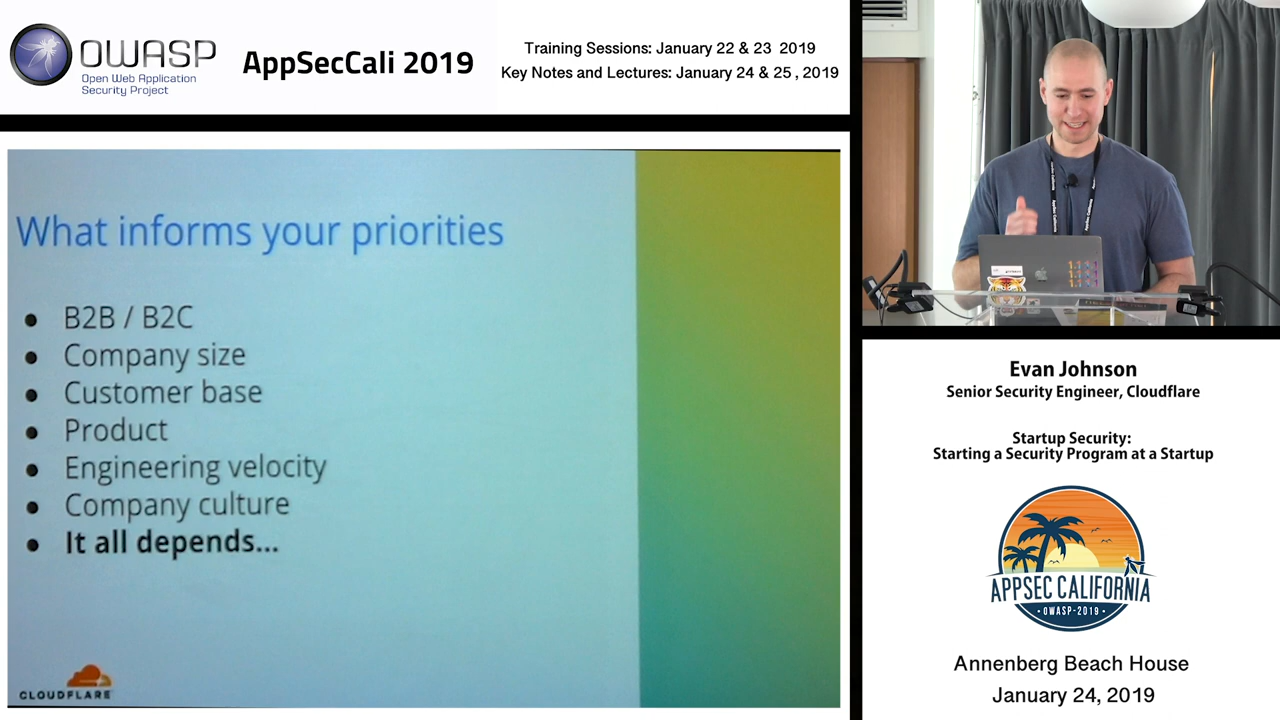 OWASP
Open Web Application
Security Project
AppSecCali 2019
Training Sessions: January 22 & 23 2019
Key Notes and Lectures: January 24 & 25 , 2019
What informs your priorities
● B2B / B2C
● Company size
● Customer base
● Product
● Engineering velocity
● Company culture
● It all depends...
CLOUDFLARE
Evan Johnson
Senior Security Engineer, Cloudflare
Startup Security:
Starting a Security Program at a Startup
APPSEC CALIFORNIA
• OWASP-2019 •
Annenberg Beach House
January 24, 2019